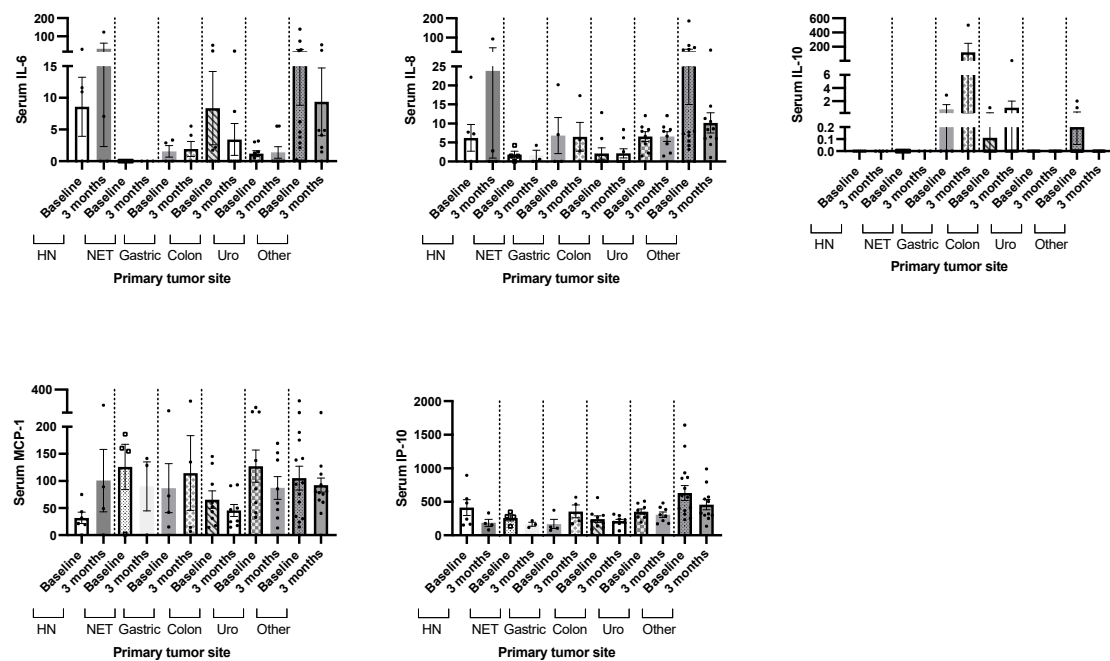 200
100
15
10
5
0
Serum IL-6
Baseline
3 months
Baseline
3 months
Baseline
3 months
Baseline
3 months
Baseline
3 months
Baseline
3 months
HN NET Gastric Colon Uro Other
Primary tumor site
200
100
25
20
15
10
5
0
Serum IL-8
Baseline
3 months
Baseline
3 months
Baseline
3 months
Baseline
3 months
Baseline
3 months
Baseline
3 months
HN NET Gastric Colon Uro Other
Primary tumor site
600
400
200
6
4
2
0.2
0.1
0.0
Serum IL-10
Baseline
3 months
Baseline
3 months
Baseline
3 months
Baseline
3 months
Baseline
3 months
Baseline
3 months
HN NET Gastric Colon Uro Other
Primary tumor site
400
200
150
100
50
0
Serum MCP-1
Baseline
3 months
Baseline
3 months
Baseline
3 months
Baseline
3 months
Baseline
3 months
Baseline
3 months
HN NET Gastric Colon Uro Other
Primary tumor site
2000
1500
1000
500
0
Serum IP-10
Baseline
3 months
Baseline
3 months
Baseline
3 months
Baseline
3 months
Baseline
3 months
Baseline
3 months
HN NET Gastric Colon Uro Other
Primary tumor site